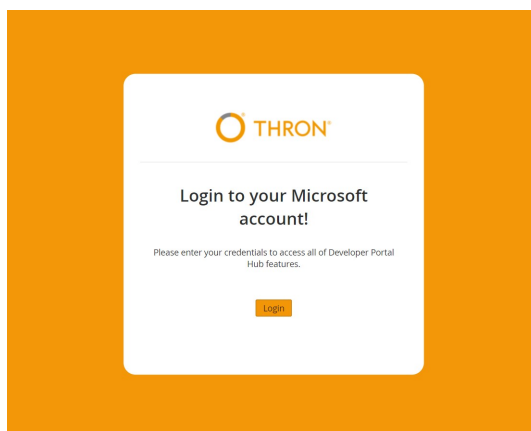 THRON
Login to your Microsoft
account!
Please enter your credentials to access all of Developer Portal
Hub features.
Login